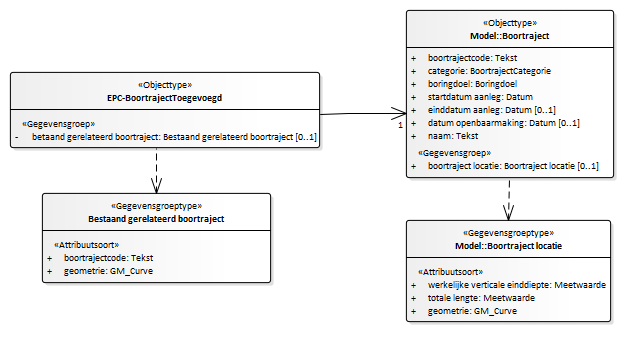 «Objecttype»
EPC-BoortrajectToegevoegd
«Gegevensgroep»
- betaand gerelateerd boortraject: Bestaand gerelateerd boortraject [0..1]
1
«Objecttype»
Model::Boortraject
+ boortrajectcode: Tekst
+ categorie: BoortrajectCategorie
+ boringdoel: Boringdoel
+ startdatum aanleg: Datum
+ einddatum aanleg: Datum [0..1]
+ datum openbaarmaking: Datum [0..1]
+ naam: Tekst
«Gegevensgroep»
+ boortraject locatie: Boortraject locatie [0..1]
«Gegevensgroeptype»
Bestaand gerelateerd boortraject
«Attribuutsoort»
+ boortrajectcode: Tekst
+ geometrie: GM_Curve
«Gegevensgroeptype»
Model::Boortraject locatie
«Attribuutsoort»
+ werkelijke verticale einddiepte: Meetwaarde
+ totale lengte: Meetwaarde
+ geometrie: GM_Curve